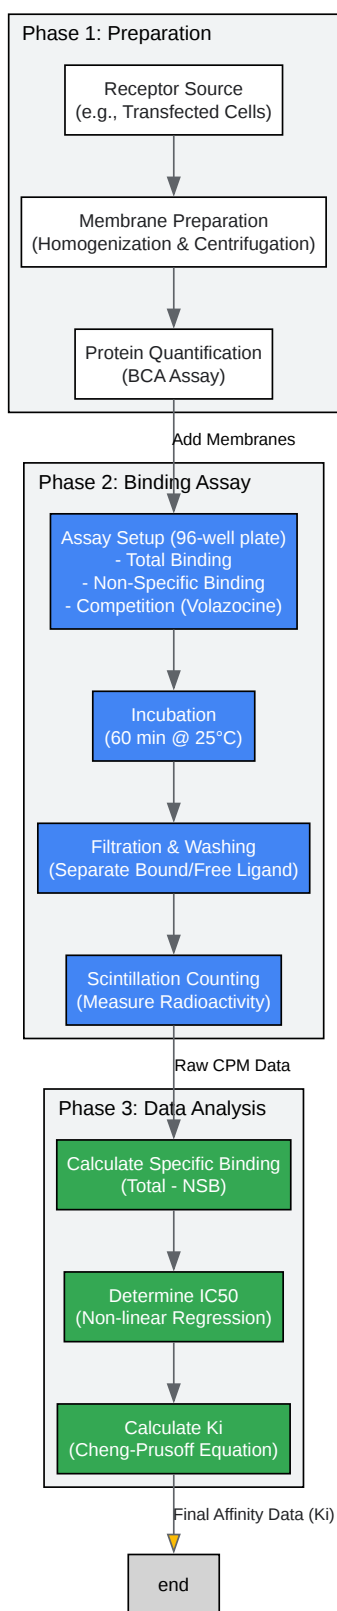 Phase 1: Preparation
Receptor Source
(e.g., Transfected Cells)
Membrane Preparation
(Homogenization & Centrifugation)
Protein Quantification
(BCA Assay)
Add Membranes
Phase 2: Binding Assay
Assay Setup (96-well plate)
- Total Binding
- Non-Specific Binding
- Competition (Volazocine)
Incubation
(60 min @ 25°C)
Filtration & Washing
(Separate Bound/Free Ligand)
Scintillation Counting
(Measure Radioactivity)
Raw CPM Data
Phase 3: Data Analysis
Calculate Specific Binding
(Total - NSB)
Determine IC50
(Non-linear Regression)
Calculate Ki
(Cheng-Prusoff Equation)
Final Affinity Data (Ki)
end